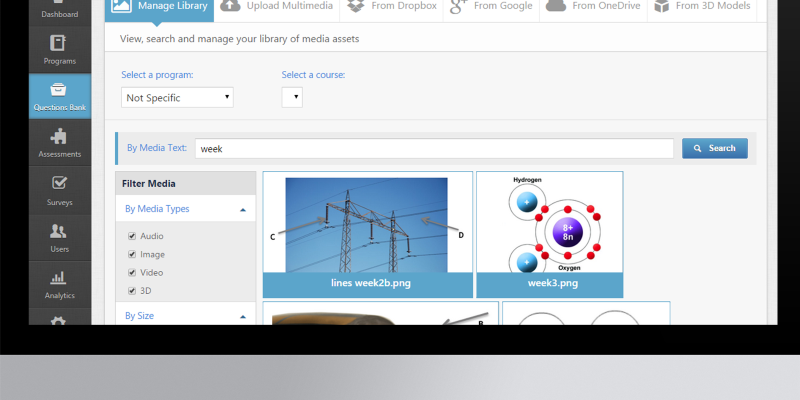 Dashboard
Programs
Questions Bank
Assessments
Surveys
Users
Analytics
Manage Library
Upload Multimedia
From Dropbox
From Google
From OneDrive
From 3D Models
View, search and manage your library of media assets
Select a program:
Select a course:
Not Specific
By Media Text:
week
Search
Filter Media
By Media Types
Audio
Image
Video
3D
By Size
C
D
lines week2b.png
Hydrogen
+
8+
8n
+
Oxygen
week3.png
B